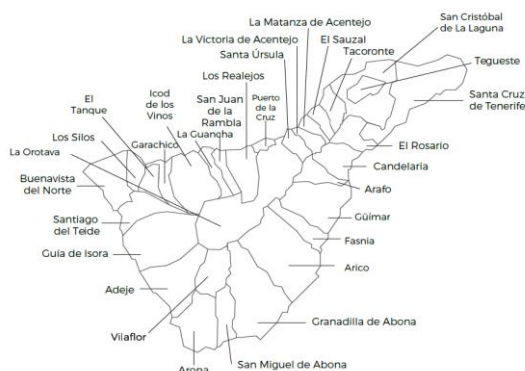 La Matanza de Acentejo
San Cristóbal
de La Laguna
La Victoria de Acentejo
El Sauzal
Santa Úrsula
Tacoronte
Tegueste
Los Realejos
Santa Cruz
de Tenerife
Icod
de los
Vinos
San Juan
de la
Rambla
Puerto
de la
Cruz
El
Tanque
Los Silos
La Guancha
La Orotava
Garachico
El Rosario
Buenavista
del Norte
Candelaria
Arafo
Santiago
del Teide
Güímar
Guía de Isora
Fasnia
Arico
Adeje
Vilaflor
Granadilla de Abona
Arona
San Miguel de Abona